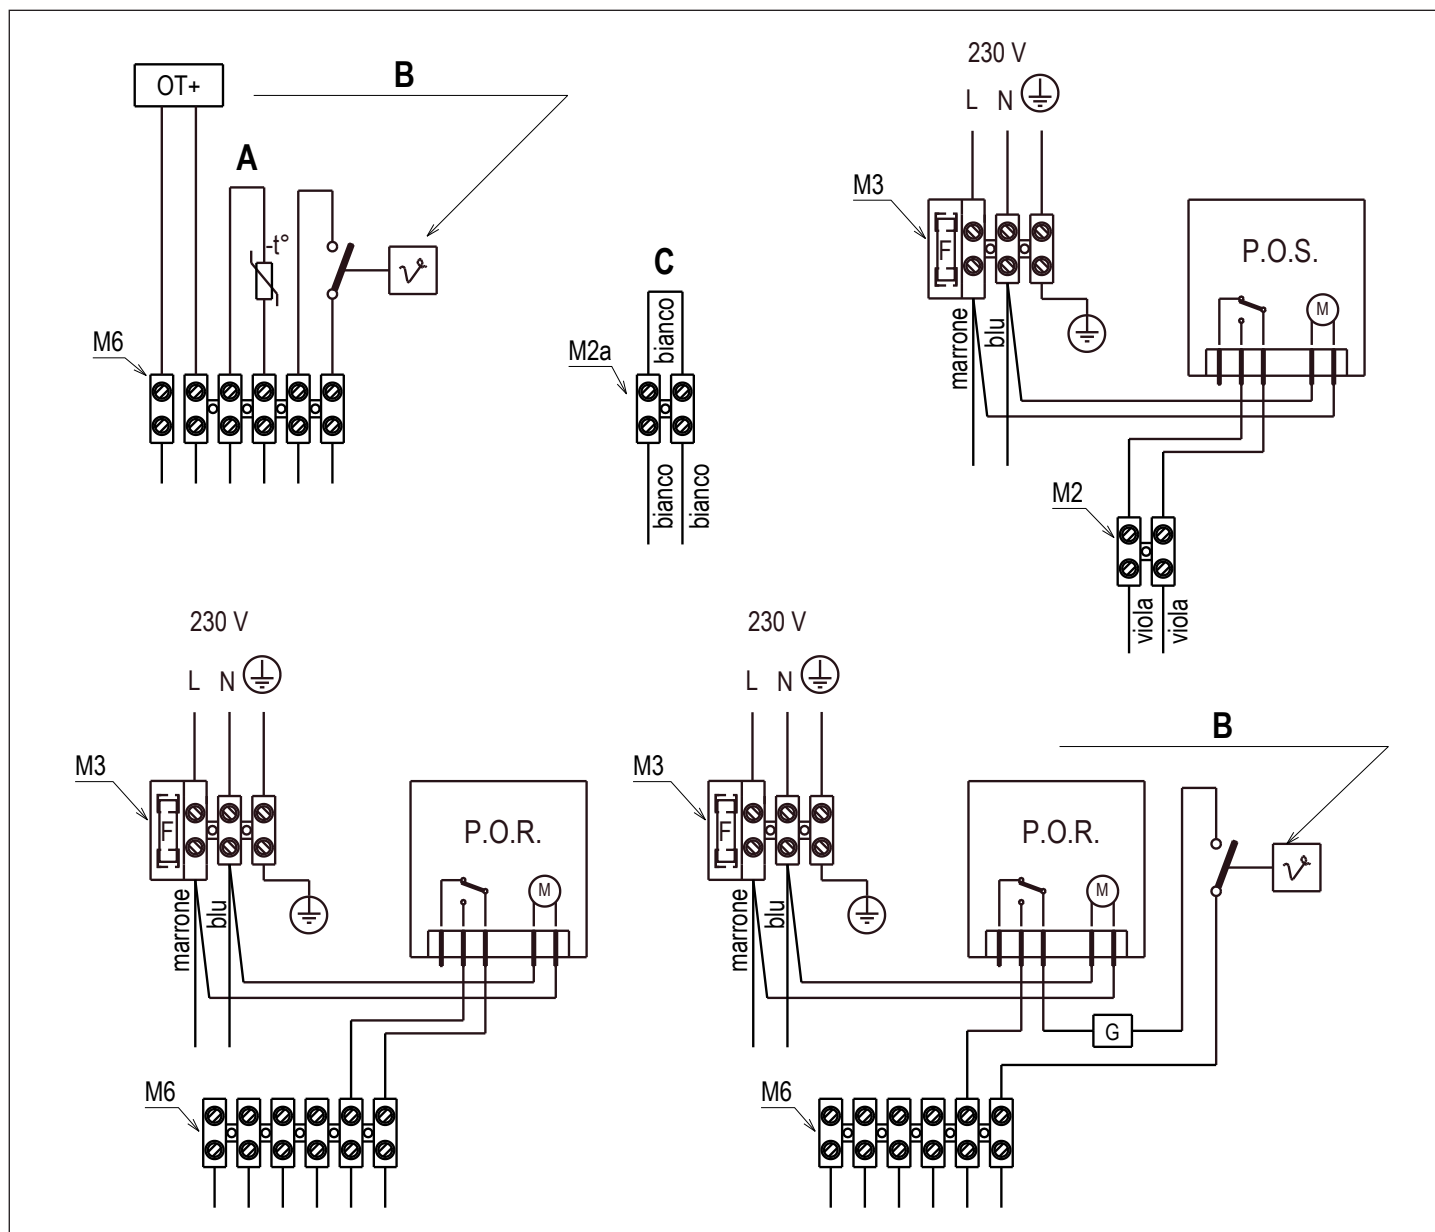 OT+
B
A
-t°
M6
C
M2a
bianco
bianco
bianco
230 V
L N
M3
F
P.O.S.
M
marrone
blu
M2
viola
viola
230 V
L N
M3
F
P.O.R.
M
marrone
blu
M6
230 V
L N
M3
F
P.O.R.
M
marrone
blu
B
G
M6